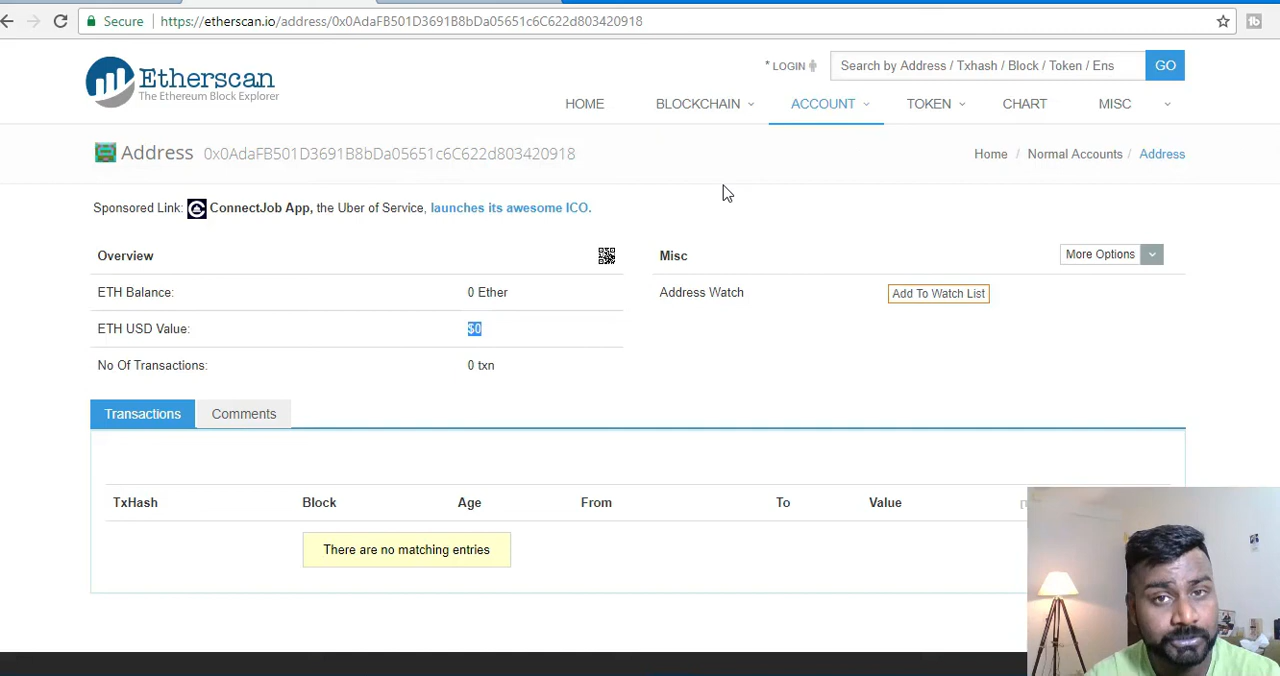 Secure https://etherscan.io/address/0x0AdaFB501D3691B8bDa05651c6C622d803420918
Etherscan
The Ethereum Block Explorer
* LOGIN
Search by Address / Txhash / Block / Token / Ens
GO
HOME BLOCKCHAIN ACCOUNT TOKEN CHART MISC
Address 0x0AdaFB501D3691B8bDa05651c6C622d803420918
Home / Normal Accounts / Address
Sponsored Link: ConnectJob App, the Uber of Service, launches its awesome ICO.
Overview
ETH Balance: 0 Ether
ETH USD Value: $0
No Of Transactions: 0 txn
Misc
More Options
Address Watch Add To Watch List
Transactions Comments
TxHash Block Age From To Value
There are no matching entries